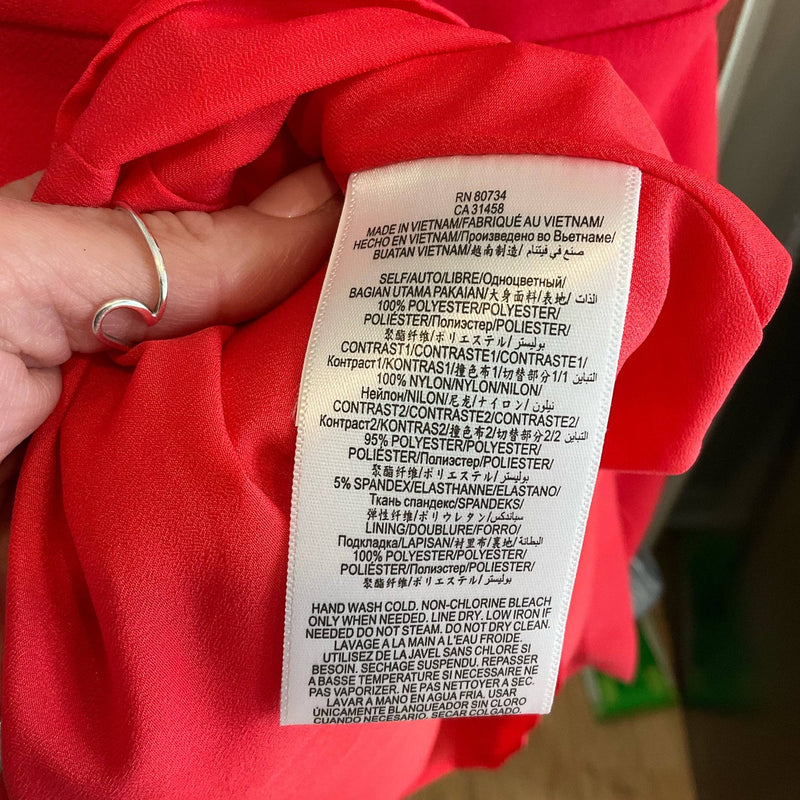 RN 80734
CA 31458
MADE IN VIETNAM/FABRIQUÉ AU VIETNAM/
HECHO EN VIETNAM/Произведено во Вьетнаме/
BUATAN VIETNAM/越南制造/صنع في فيتنام
SELF/AUTO/LIBRE/Одноцветный/
BAGIAN UTAMA PAKAIAN/大身面料/表地/الذات
100% POLYESTER/POLYESTER/
POLIÉSTER/Полиэстер/POLIESTER/
聚酯纤维/ポリエステル/بوليستر
CONTRAST1/CONTRASTE1/CONTRASTE1/
Контраст1/KONTRAS1/撞色布1/切替部分1/التباين 1
100% NYLON/NYLON/NILON/
Нейлон/NILON/尼龙/ナイロン/نيلون
CONTRAST2/CONTRASTE2/CONTRASTE2/
Контраст2/KONTRAS2/撞色布2/切替部分2/التباين 2
95% POLYESTER/POLYESTER/
POLIÉSTER/Полиэстер/POLIESTER/
聚酯纤维/ポリエステル/بوليستر
5% SPANDEX/ELASTHANNE/ELASTANO/
Ткань спандекс/SPANDEKS/
弹性纤维/ポリウレタン/سباندكس
LINING/DOUBLURE/FORRO/
Подкладка/LAPISAN/衬里布/裏地/البطانة
100% POLYESTER/POLYESTER/
POLIÉSTER/Полиэстер/POLIESTER/
聚酯纤维/ポリエステル/بوليستر
HAND WASH COLD. NON-CHLORINE BLEACH
ONLY WHEN NEEDED. LINE DRY. LOW IRON IF
NEEDED DO NOT STEAM. DO NOT DRY CLEAN.
LAVAGE A LA MAIN A L'EAU FROIDE.
UTILISEZ DE LA JAVEL SANS CHLORE SI
BESOIN. SECHAGE SUSPENDU. REPASSER
A BASSE TEMPERATURE SI NECESSAIRE NE
PAS VAPORIZER. NE PAS NETTOYER A SEC.
LAVAR A MANO EN AGUA FRIA. USAR
ÚNICAMENTE BLANQUEADOR SIN CLORO
CUANDO NECESARIO. SECAR COLGADO.